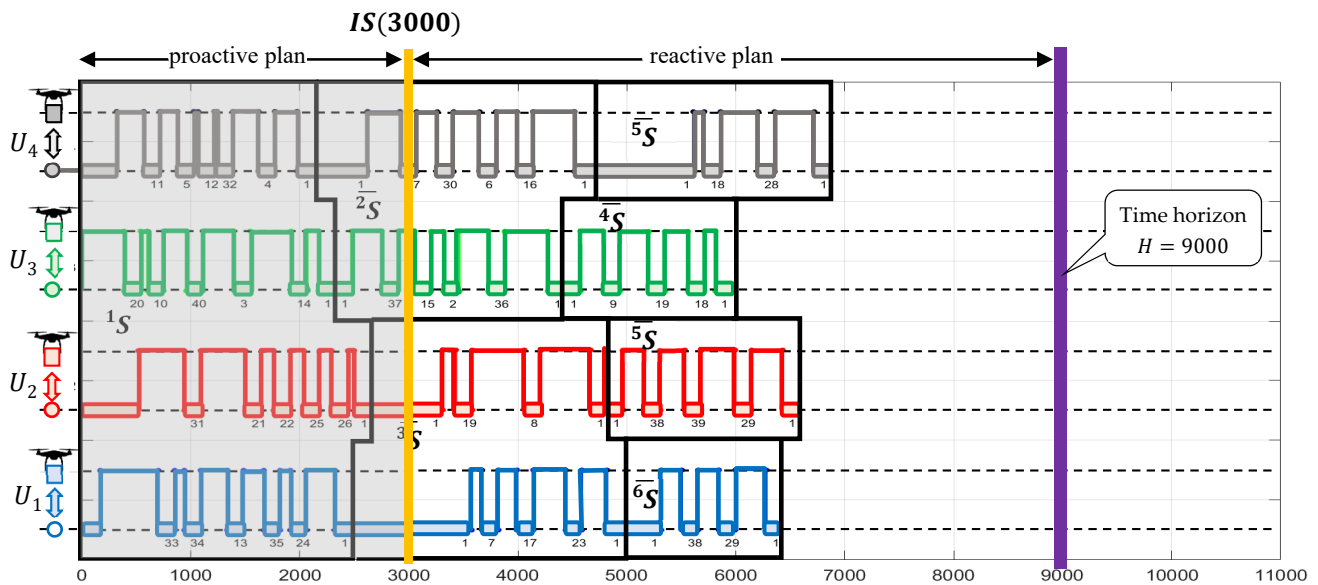 IS(3000)
proactive plan
reactive plan
U4
11 5 12 32 4 1 1 7 30 6 16 1 1 18 28 1
2S
5S
U3
20 10 40 3 14 1 1 37 15 2 36 1 1 9 19 18 1
1S
4S
Time horizon
H = 9000
U2
31 21 22 25 26 1 1 19 8 1 1 38 39 29 1
3S
5S
U1
33 34 13 35 24 1 1 7 17 23 1 1 38 29 1
6S
0 1000 2000 3000 4000 5000 6000 7000 8000 9000 10000 11000